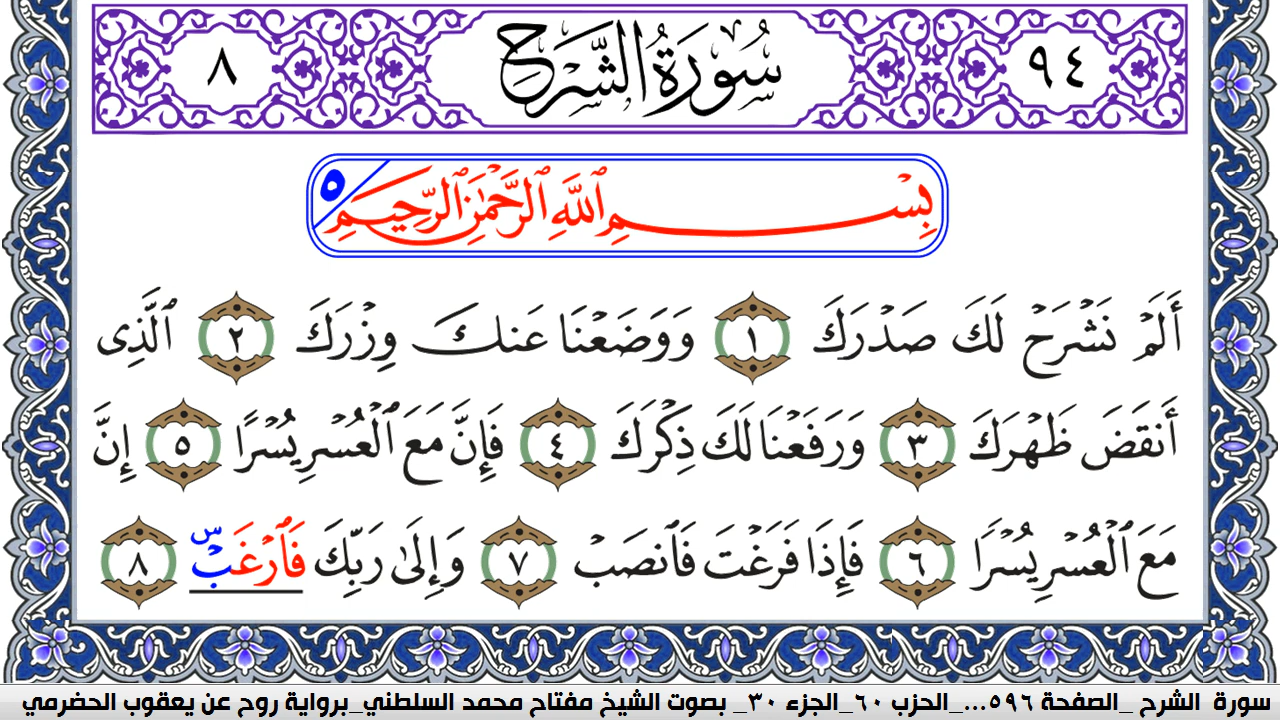 ٩٤ سُورَةُ الشَّرْحِ ٨
بِسْمِ ٱللَّهِ ٱلرَّحْمَٰنِ ٱلرَّحِيمِ ٥
أَلَمْ نَشْرَحْ لَكَ صَدْرَكَ ١ وَوَضَعْنَا عَنكَ وِزْرَكَ ٢ ٱلَّذِى
أَنقَضَ ظَهْرَكَ ٣ وَرَفَعْنَا لَكَ ذِكْرَكَ ٤ فَإِنَّ مَعَ ٱلْعُسْرِ يُسْرًا ٥ إِنَّ
مَعَ ٱلْعُسْرِ يُسْرًا ٦ فَإِذَا فَرَغْتَ فَٱنصَبْ ٧ وَإِلَىٰ رَبِّكَ فَٱرْغَب ۣس ٨
سورة الشرح _الصفحة ٥٩٦..._الحزب ٦٠_الجزء ٣٠_ بصوت الشيخ مفتاح محمد السلطني_برواية روح عن يعقوب الحضرمي